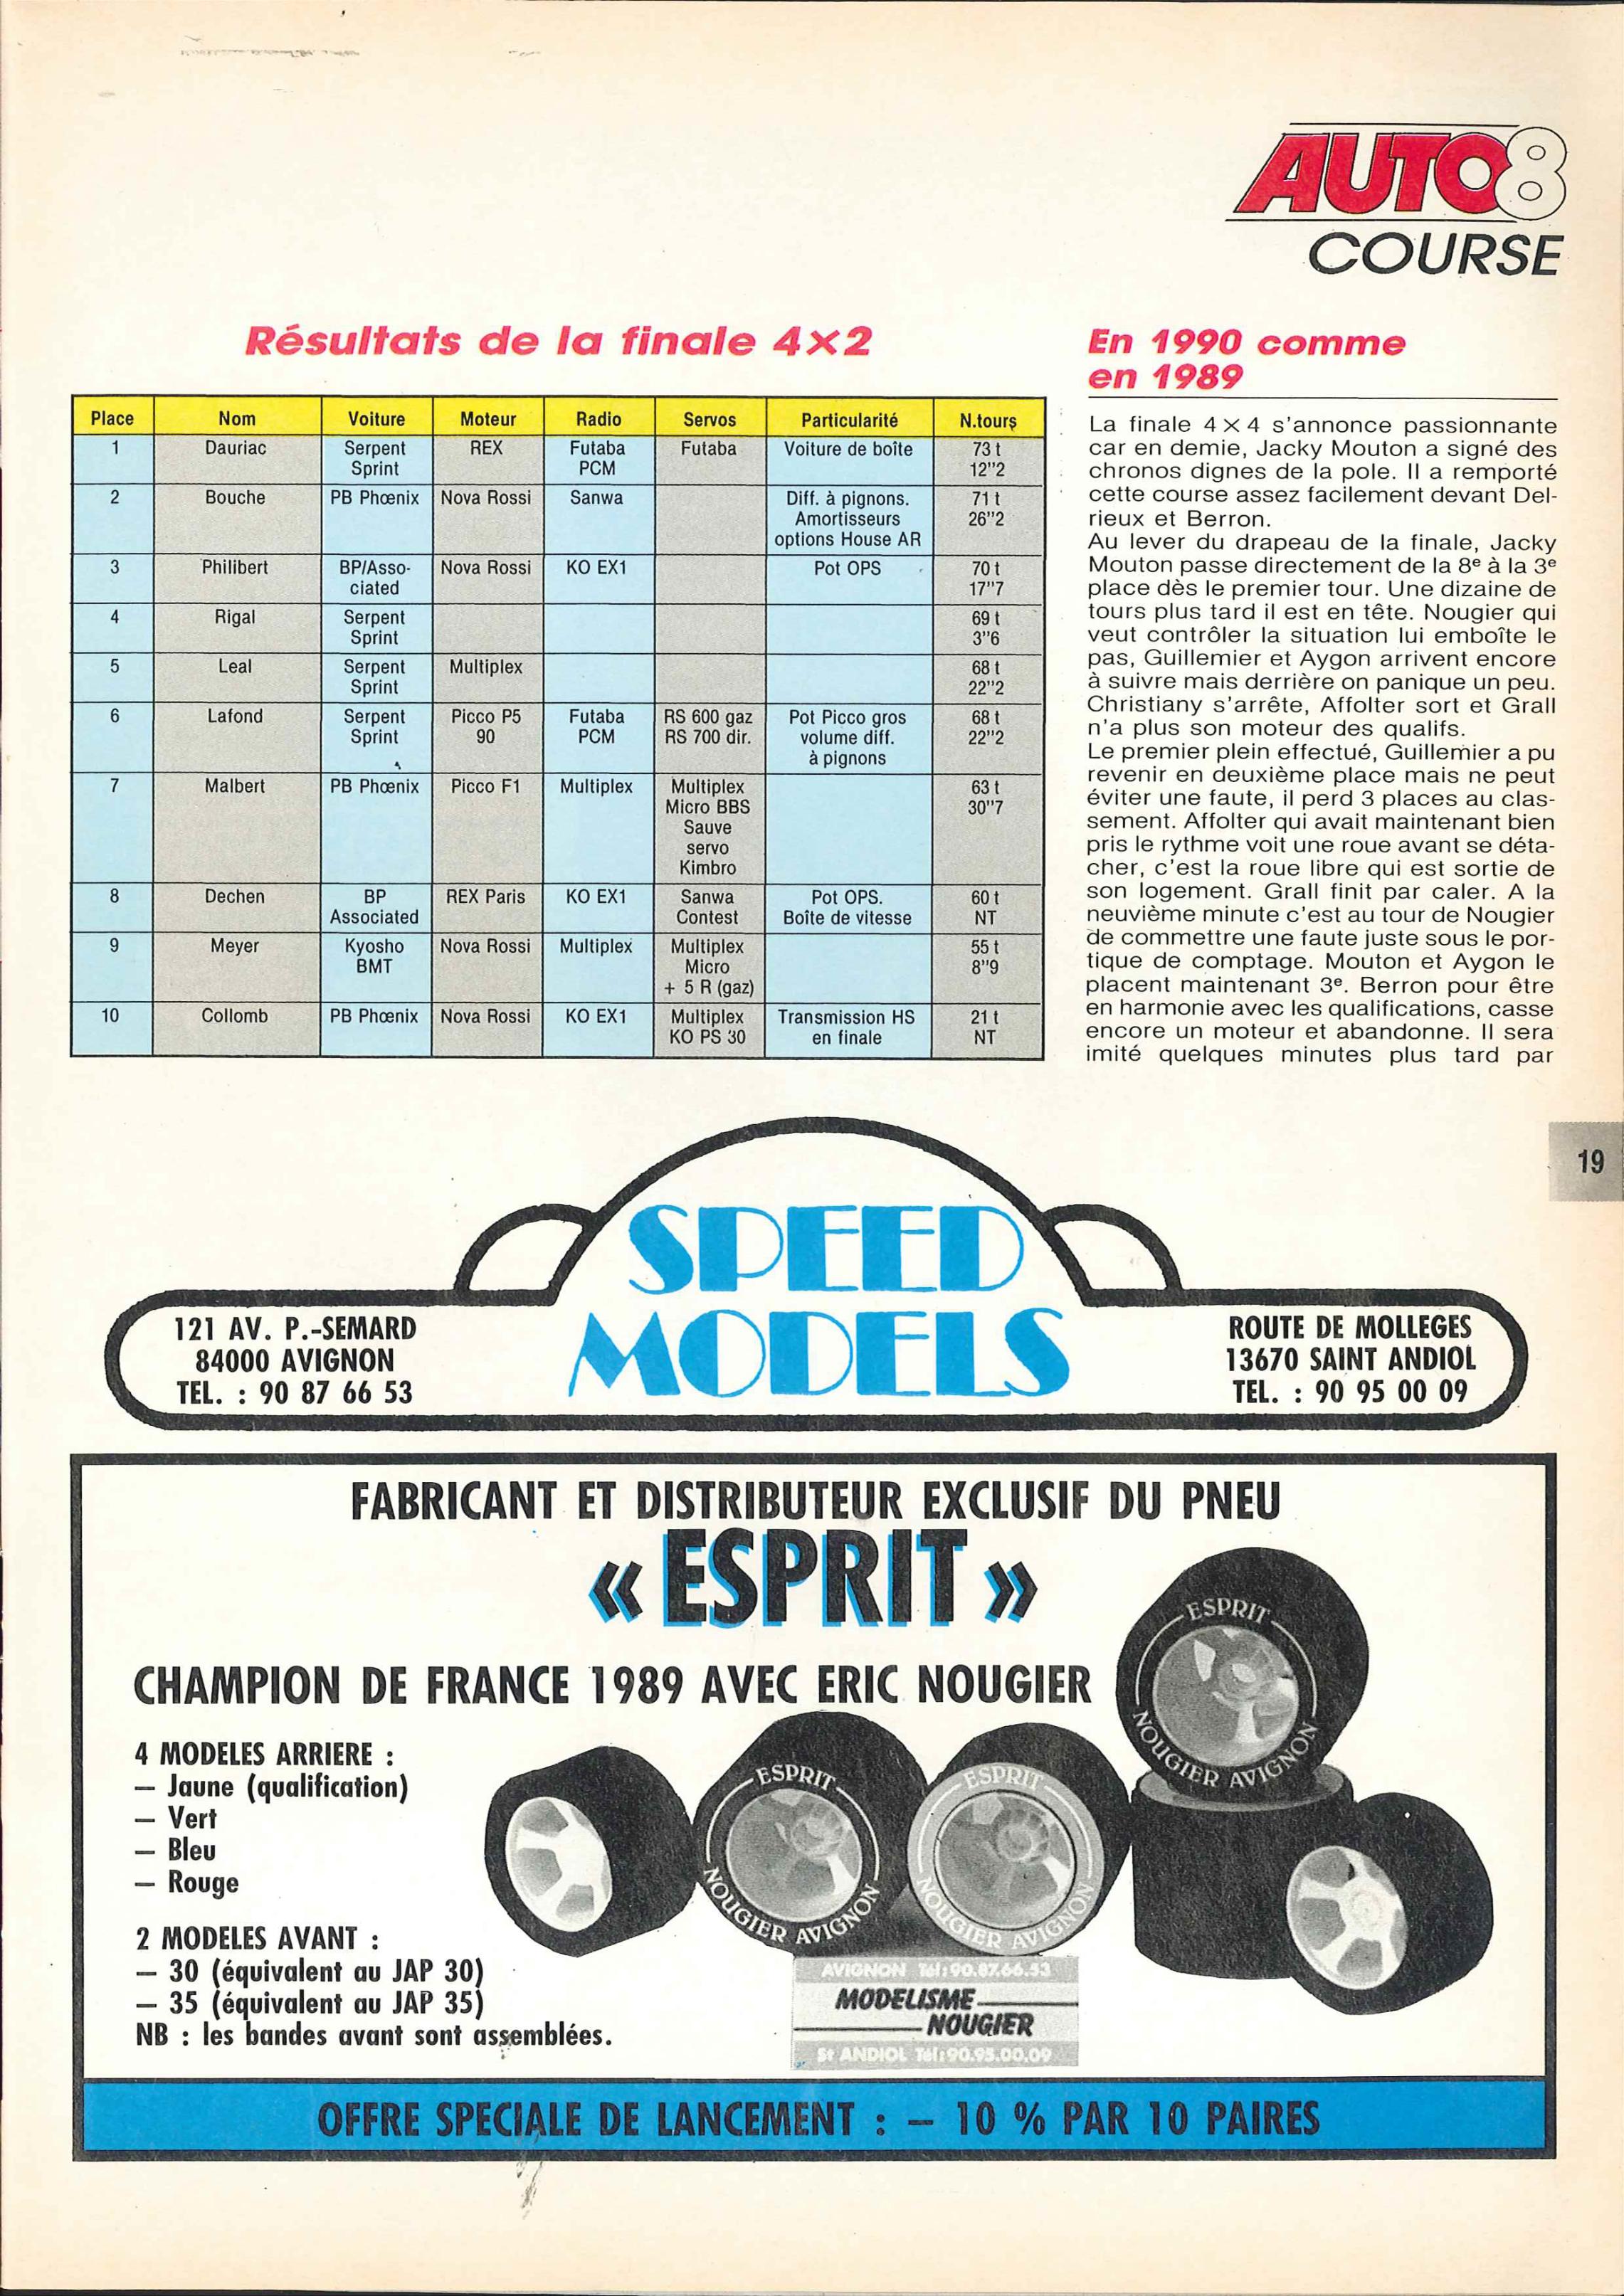 AUTO8
COURSE
Résultats de la finale 4×2
Place Nom Voiture Moteur Radio Servos Particularité N.tours
1 Dauriac Serpent Sprint REX Futaba PCM Futaba Voiture de boîte 73 t 12"2
2 Bouche PB Phœnix Nova Rossi Sanwa Diff. à pignons. Amortisseurs options House AR 71 t 26"2
3 Philibert BP/Asso-ciated Nova Rossi KO EX1 Pot OPS 70 t 17"7
4 Rigal Serpent Sprint 69 t 3"6
5 Leal Serpent Sprint Multiplex 68 t 22"2
6 Lafond Serpent Sprint Picco P5 90 Futaba PCM RS 600 gaz RS 700 dir. Pot Picco gros volume diff. à pignons 68 t 22"2
7 Malbert PB Phœnix Picco F1 Multiplex Multiplex Micro BBS Sauve servo Kimbro 63 t 30"7
8 Dechen BP Associated REX Paris KO EX1 Sanwa Contest Pot OPS. Boîte de vitesse 60 t NT
9 Meyer Kyosho BMT Nova Rossi Multiplex Multiplex Micro + 5 R (gaz) 55 t 8"9
10 Collomb PB Phœnix Nova Rossi KO EX1 Multiplex KO PS 30 Transmission HS en finale 21 t NT
En 1990 comme
en 1989
La finale 4×4 s'annonce passionnante
car en demie, Jacky Mouton a signé des
chronos dignes de la pole. Il a remporté
cette course assez facilement devant Del-
rieux et Berron.
Au lever du drapeau de la finale, Jacky
Mouton passe directement de la 8e à la 3e
place dès le premier tour. Une dizaine de
tours plus tard il est en tête. Nougier qui
veut contrôler la situation lui emboîte le
pas, Guillemier et Aygon arrivent encore
à suivre mais derrière on panique un peu.
Christiany s'arrête, Affolter sort et Grall
n'a plus son moteur des qualifs.
Le premier plein effectué, Guillemier a pu
revenir en deuxième place mais ne peut
éviter une faute, il perd 3 places au clas-
sement. Affolter qui avait maintenant bien
pris le rythme voit une roue avant se déta-
cher, c'est la roue libre qui est sortie de
son logement. Grall finit par caler. A la
neuvième minute c'est au tour de Nougier
de commettre une faute juste sous le por-
tique de comptage. Mouton et Aygon le
placent maintenant 3e. Berron pour être
en harmonie avec les qualifications, casse
encore un moteur et abandonne. Il sera
imité quelques minutes plus tard par
19
SPEED
MODELS
121 AV. P.-SEMARD
84000 AVIGNON
TEL. : 90 87 66 53
ROUTE DE MOLLEGES
13670 SAINT ANDIOL
TEL. : 90 95 00 09
FABRICANT ET DISTRIBUTEUR EXCLUSIF DU PNEU
« ESPRIT »
CHAMPION DE FRANCE 1989 AVEC ERIC NOUGIER
4 MODELES ARRIERE :
– Jaune (qualification)
– Vert
– Bleu
– Rouge
2 MODELES AVANT :
– 30 (équivalent au JAP 30)
– 35 (équivalent au JAP 35)
NB : les bandes avant sont assemblées.
ESPRIT
NOUGIER AVIGNON
ESPRIT
NOUGIER AVIGNON
ESPRIT
NOUGIER AVIGNON
AVIGNON Tél:90.87.66.53
MODELISME
NOUGIER
St ANDIOL Tél:90.95.00.09
OFFRE SPECIALE DE LANCEMENT : – 10 % PAR 10 PAIRES